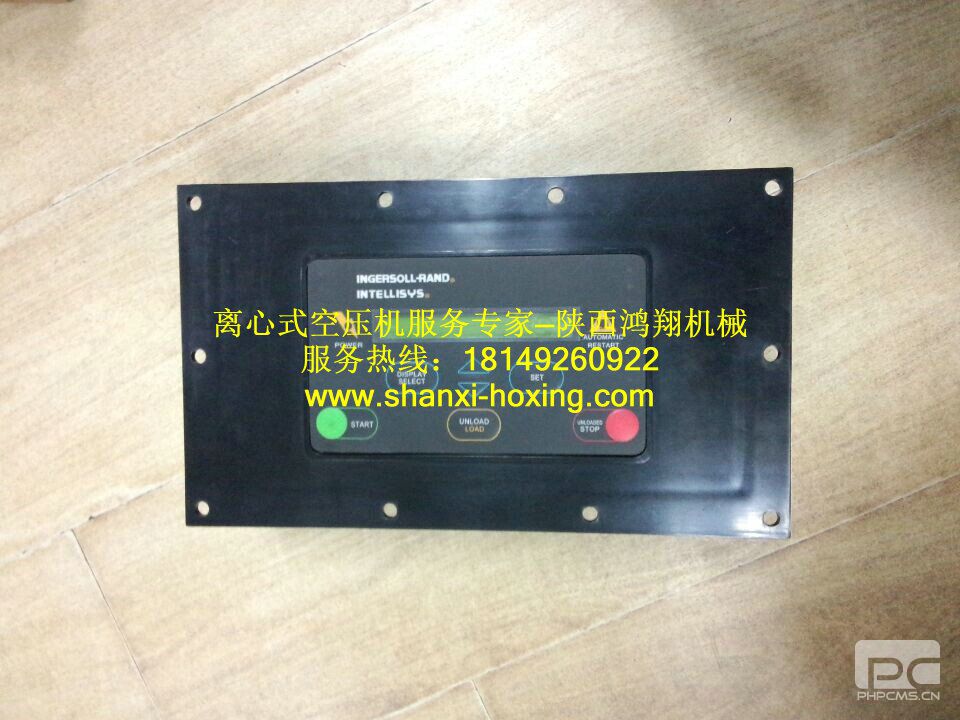 INGERSOLL-RAND
INTELLISYS
离心式空压机服务专家-陕西鸿翔机械
POWER
AUTOMATIC
RESTART
服务热线：18149260922
DISPLAY
SELECT
SET
www.shanxi-hoxing.com
START
UNLOAD
LOAD
UNLOADED
STOP
PC
PHPCMS.CN